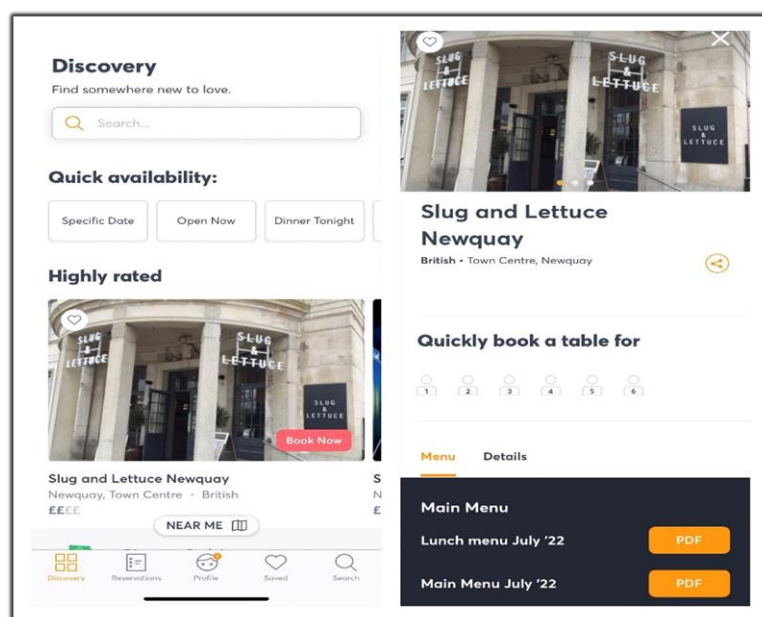 Discovery
Find somewhere new to love.
Search...
Quick availability:
Specific Date
Open Now
Dinner Tonight
Highly rated
SLUG
&
LETTUCE
SLUG
&
LETTUCE
SLUG
&
LETTUCE
Book Now
Slug and Lettuce Newquay
Newquay, Town Centre · British
££££
S
N
£
NEAR ME
Discovery
Reservations
Profile
Saved
Search
SLUG
&
LETTUCE
SLUG
&
LETTUCE
SLUG
&
LETTUCE
Slug and Lettuce
Newquay
British • Town Centre, Newquay
Quickly book a table for
1 2 3 4 5 6
Menu Details
Main Menu
Lunch menu July '22 PDF
Main Menu July '22 PDF